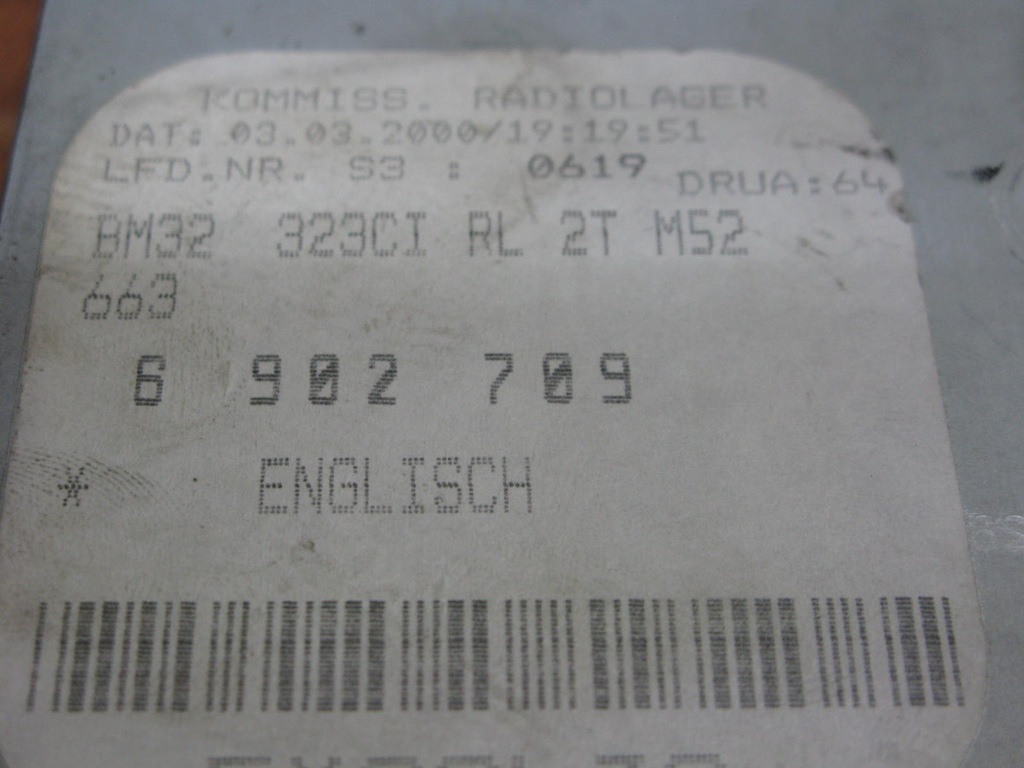 KOMMISS. RADIOLAGER
DAT: 03.03.2000/19:19:51
LFD.NR. S3 : 0619 DRUA:64
BM32 323CI RL 2T M52
663
6 902 709
* ENGLISCH